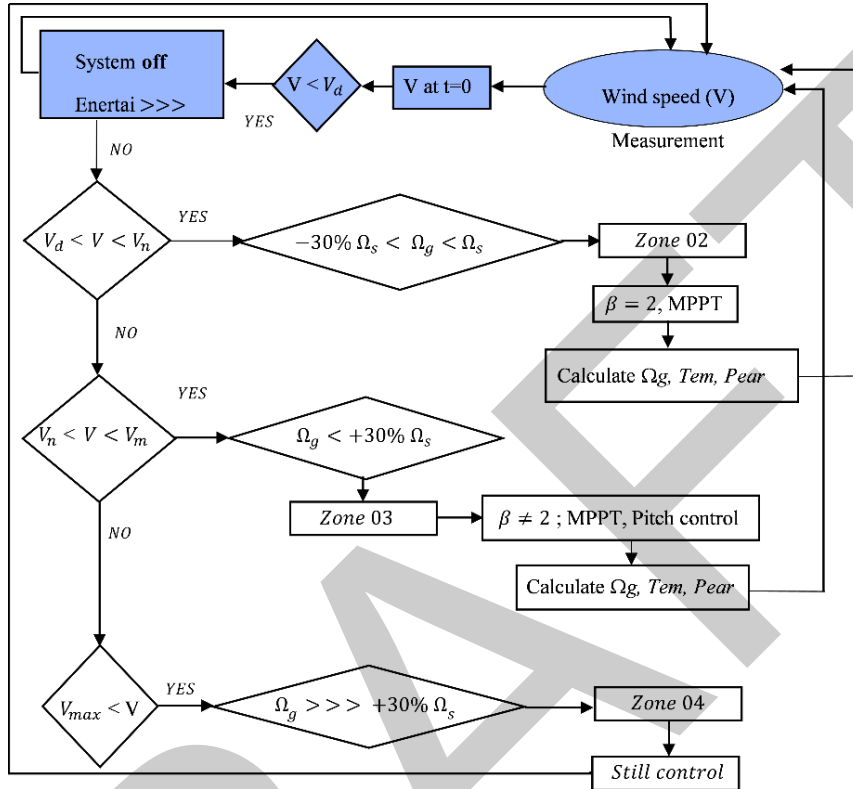 System off
Enertai >>>
V < V_d
V at t=0
Wind speed (V)
Measurement
YES
NO
V_d < V < V_n
YES
−30% Ω_s < Ω_g < Ω_s
Zone 02
β = 2, MPPT
Calculate Ωg, Tem, Pear
NO
V_n < V < V_m
YES
Ω_g < +30% Ω_s
Zone 03
β ≠ 2 ; MPPT, Pitch control
Calculate Ωg, Tem, Pear
NO
V_max < V
YES
Ω_g >>> +30% Ω_s
Zone 04
Still control
DRAFT